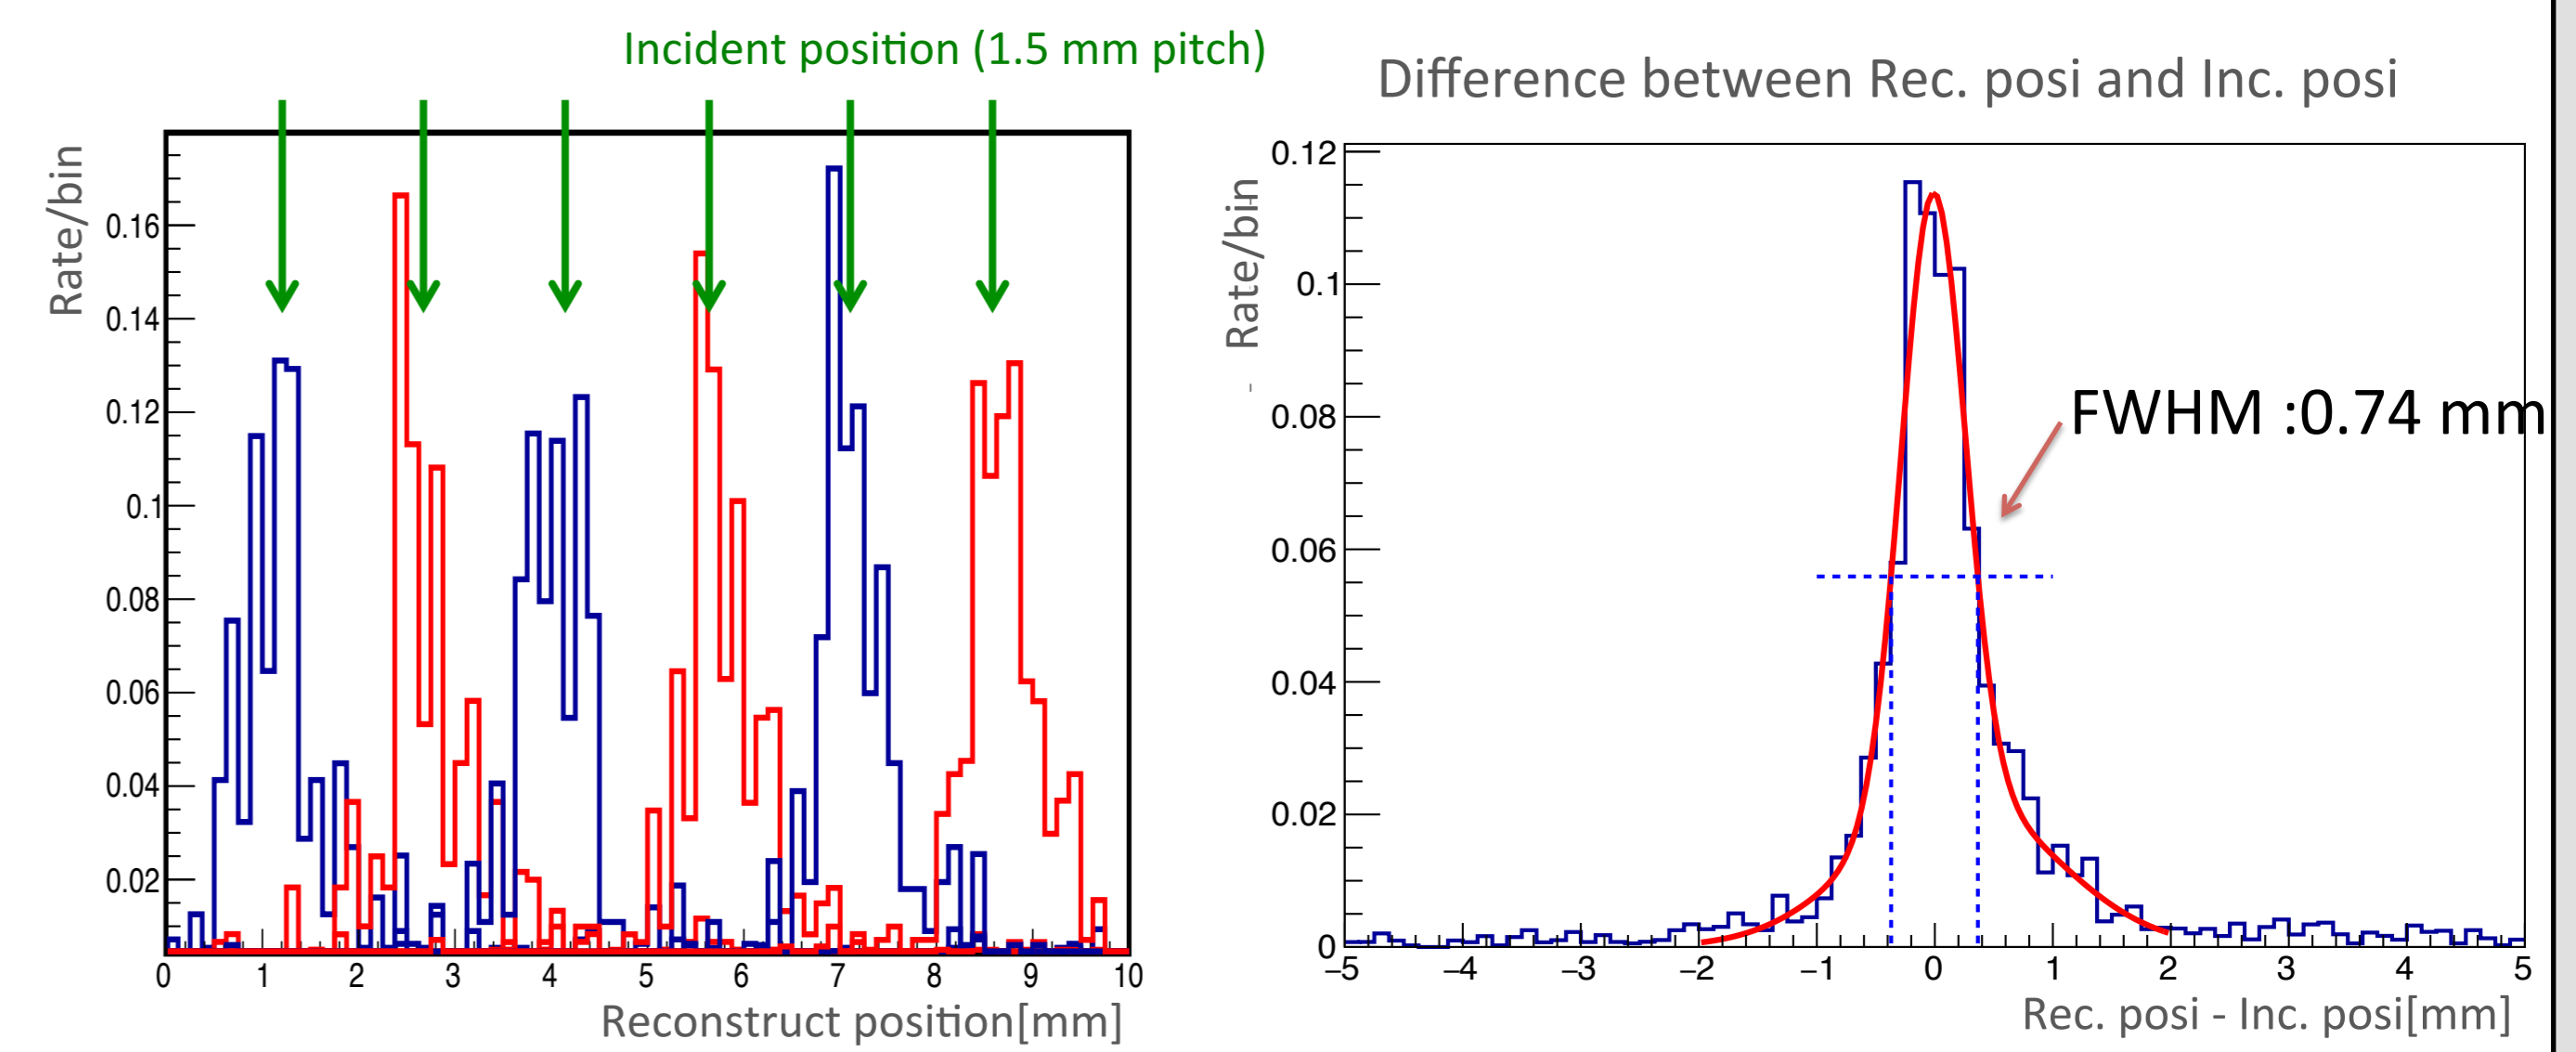 Incident position (1.5 mm pitch)
Rate/bin
0.16
0.14
0.12
0.1
0.08
0.06
0.04
0.02
0 1 2 3 4 5 6 7 8 9 10
Reconstruct position[mm]
Difference between Rec. posi and Inc. posi
Rate/bin
0.12
0.1
0.08
0.06
0.04
0.02
0
FWHM :0.74 mm
−5 −4 −3 −2 −1 0 1 2 3 4 5
Rec. posi - Inc. posi[mm]